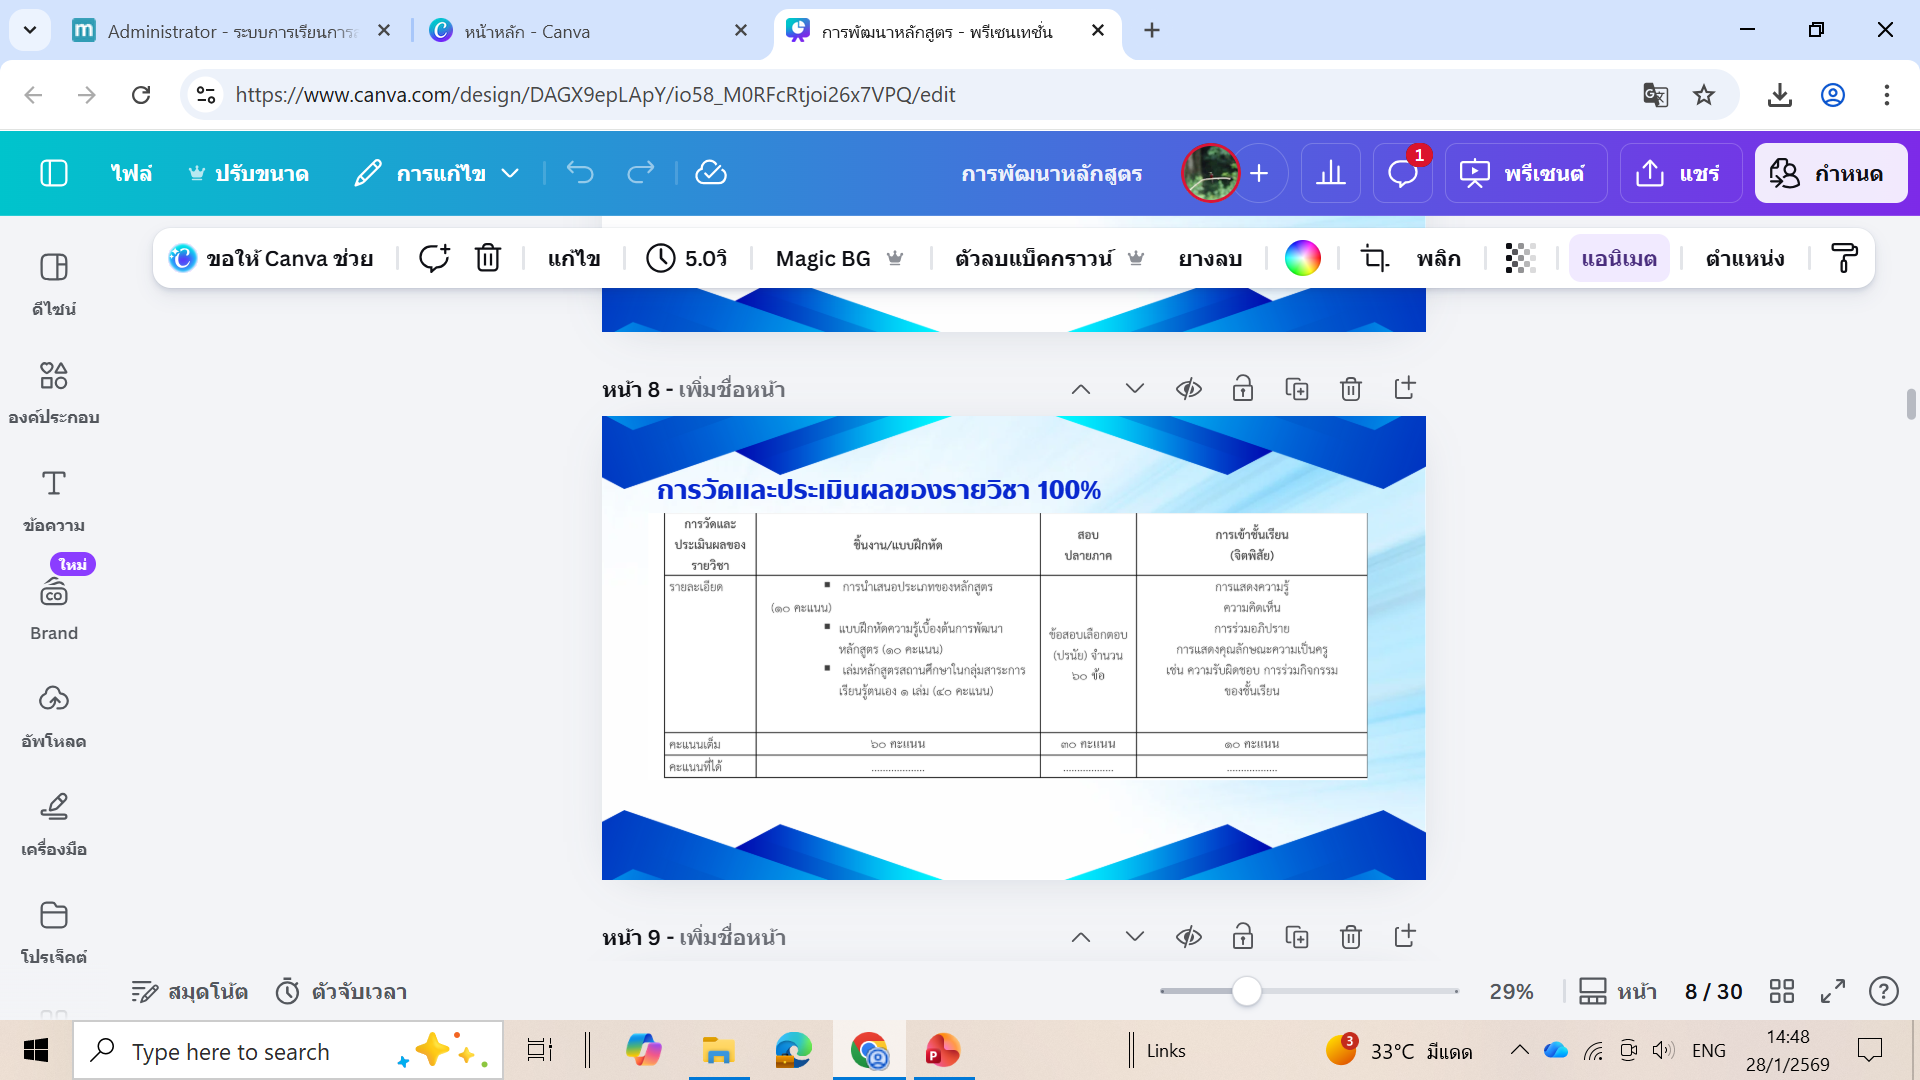 Administrator - ระบบการเรียนการส
หน้าหลัก - Canva
การพัฒนาหลักสูตร - พรีเซนเทชั่น
https://www.canva.com/design/DAGX9epLApY/io58_M0RFcRtjoi26x7VPQ/edit
ไฟล์
ปรับขนาด
การแก้ไข
การพัฒนาหลักสูตร
1
พรีเซนต์
แชร์
กำหนด
ขอให้ Canva ช่วย
แก้ไข
5.0วิ
Magic BG
ตัวลบแบ็คกราวน์
ยางลบ
พลิก
แอนิเมต
ตำแหน่ง
ดีไซน์
องค์ประกอบ
ข้อความ
ใหม่
Brand
อัพโหลด
เครื่องมือ
โปรเจ็คต์
หน้า 8 - เพิ่มชื่อหน้า
การวัดและประเมินผลของรายวิชา 100%
การวัดและ
ประเมินผลของ
รายวิชา
ชิ้นงาน/แบบฝึกหัด
สอบ
ปลายภาค
การเข้าชั้นเรียน
(จิตพิสัย)
รายละเอียด
▪ การนำเสนอประเภทของหลักสูตร
(๑๐ คะแนน)
▪ แบบฝึกหัดความรู้เบื้องต้นการพัฒนา
หลักสูตร (๑๐ คะแนน)
▪ เล่มหลักสูตรสถานศึกษาในกลุ่มสาระการ
เรียนรู้ตนเอง ๑ เล่ม (๔๐ คะแนน)
ข้อสอบเลือกตอบ
(ปรนัย) จำนวน
๖๐ ข้อ
การแสดงความรู้
ความคิดเห็น
การร่วมอภิปราย
การแสดงคุณลักษณะความเป็นครู
เช่น ความรับผิดชอบ การร่วมกิจกรรม
ของชั้นเรียน
คะแนนเต็ม
๖๐ คะแนน
๓๐ คะแนน
๑๐ คะแนน
คะแนนที่ได้
...................
..................
..................
หน้า 9 - เพิ่มชื่อหน้า
สมุดโน้ต
ตัวจับเวลา
29%
หน้า
8 / 30
Type here to search
Links
3
33°C มีแดด
ENG
14:48
28/1/2569